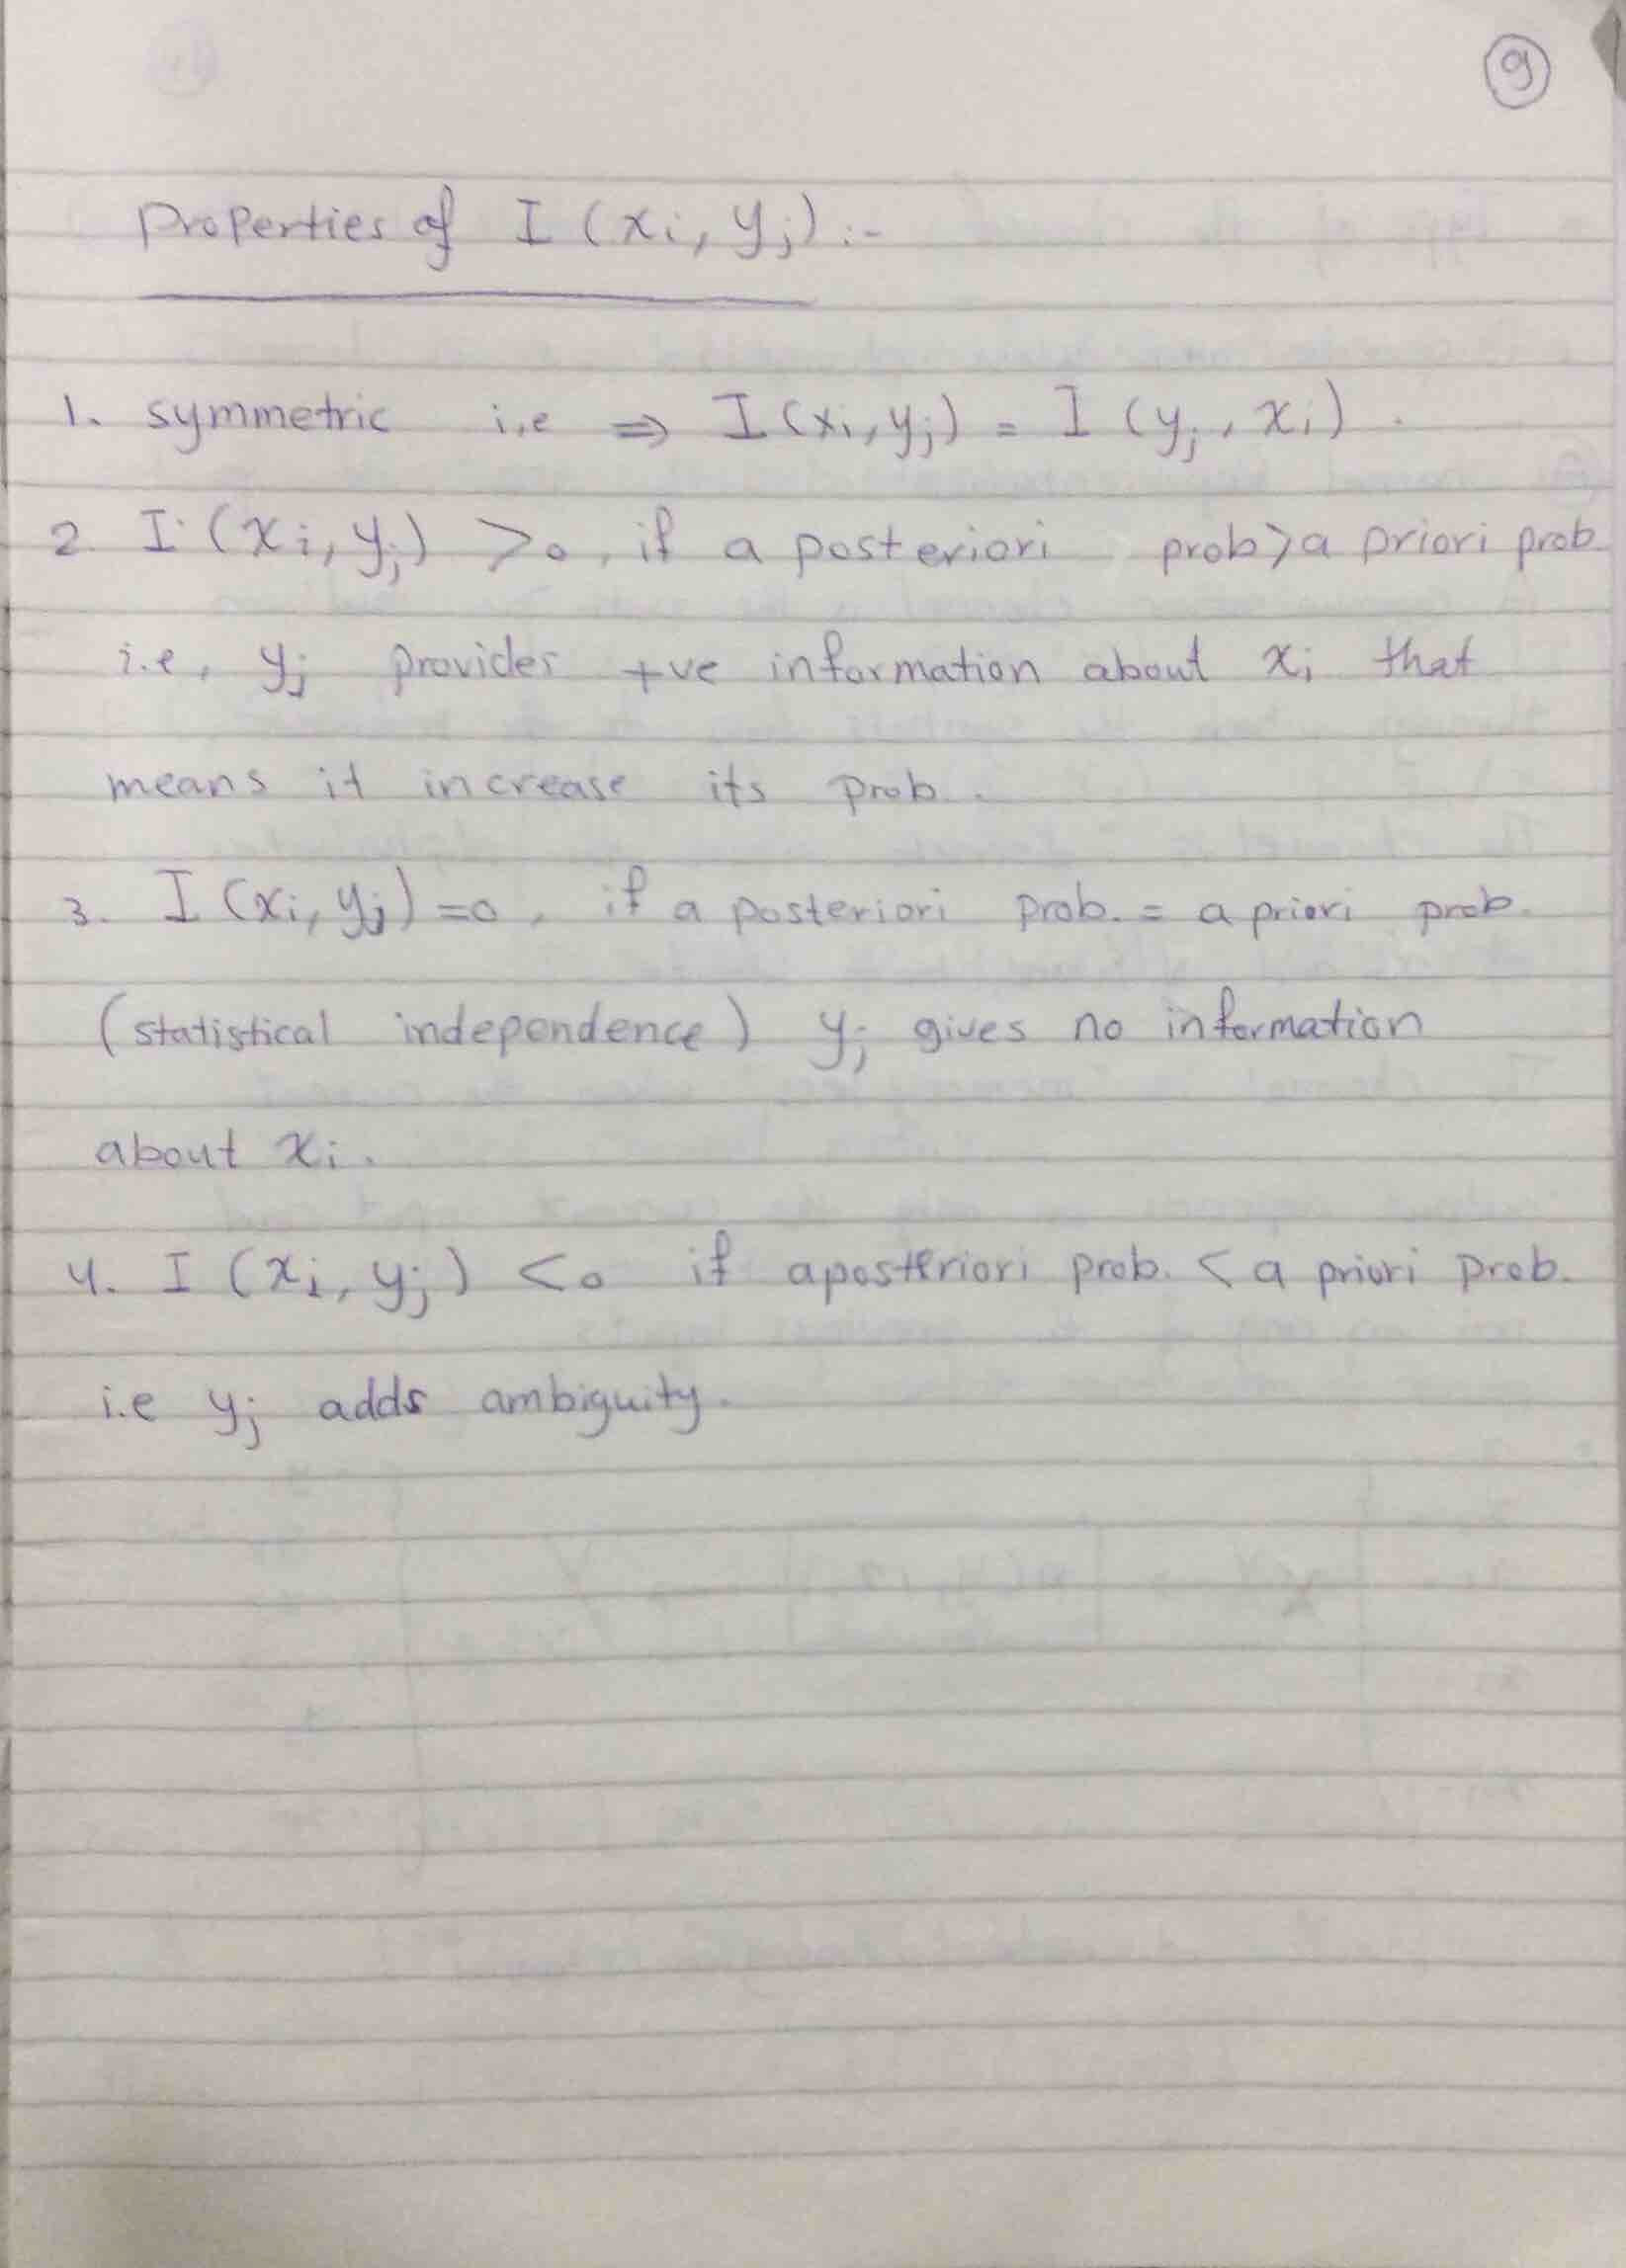 9
Properties of I (xi, yj) :-
1. symmetric i,e ⇒ I (xi, yj) = I (yj, xi).
2. I (xi, yj) >0, if a posteriori prob>a priori prob
i.e, yj provides +ve information about xi that
means it increase its prob.
3. I (xi, yj) =0, if a posteriori prob. = a priori prob.
(statistical independence) yj gives no information
about xi.
4. I (xi, yj) <0 if aposteriori prob. < a priori prob.
i.e yj adds ambiguity.